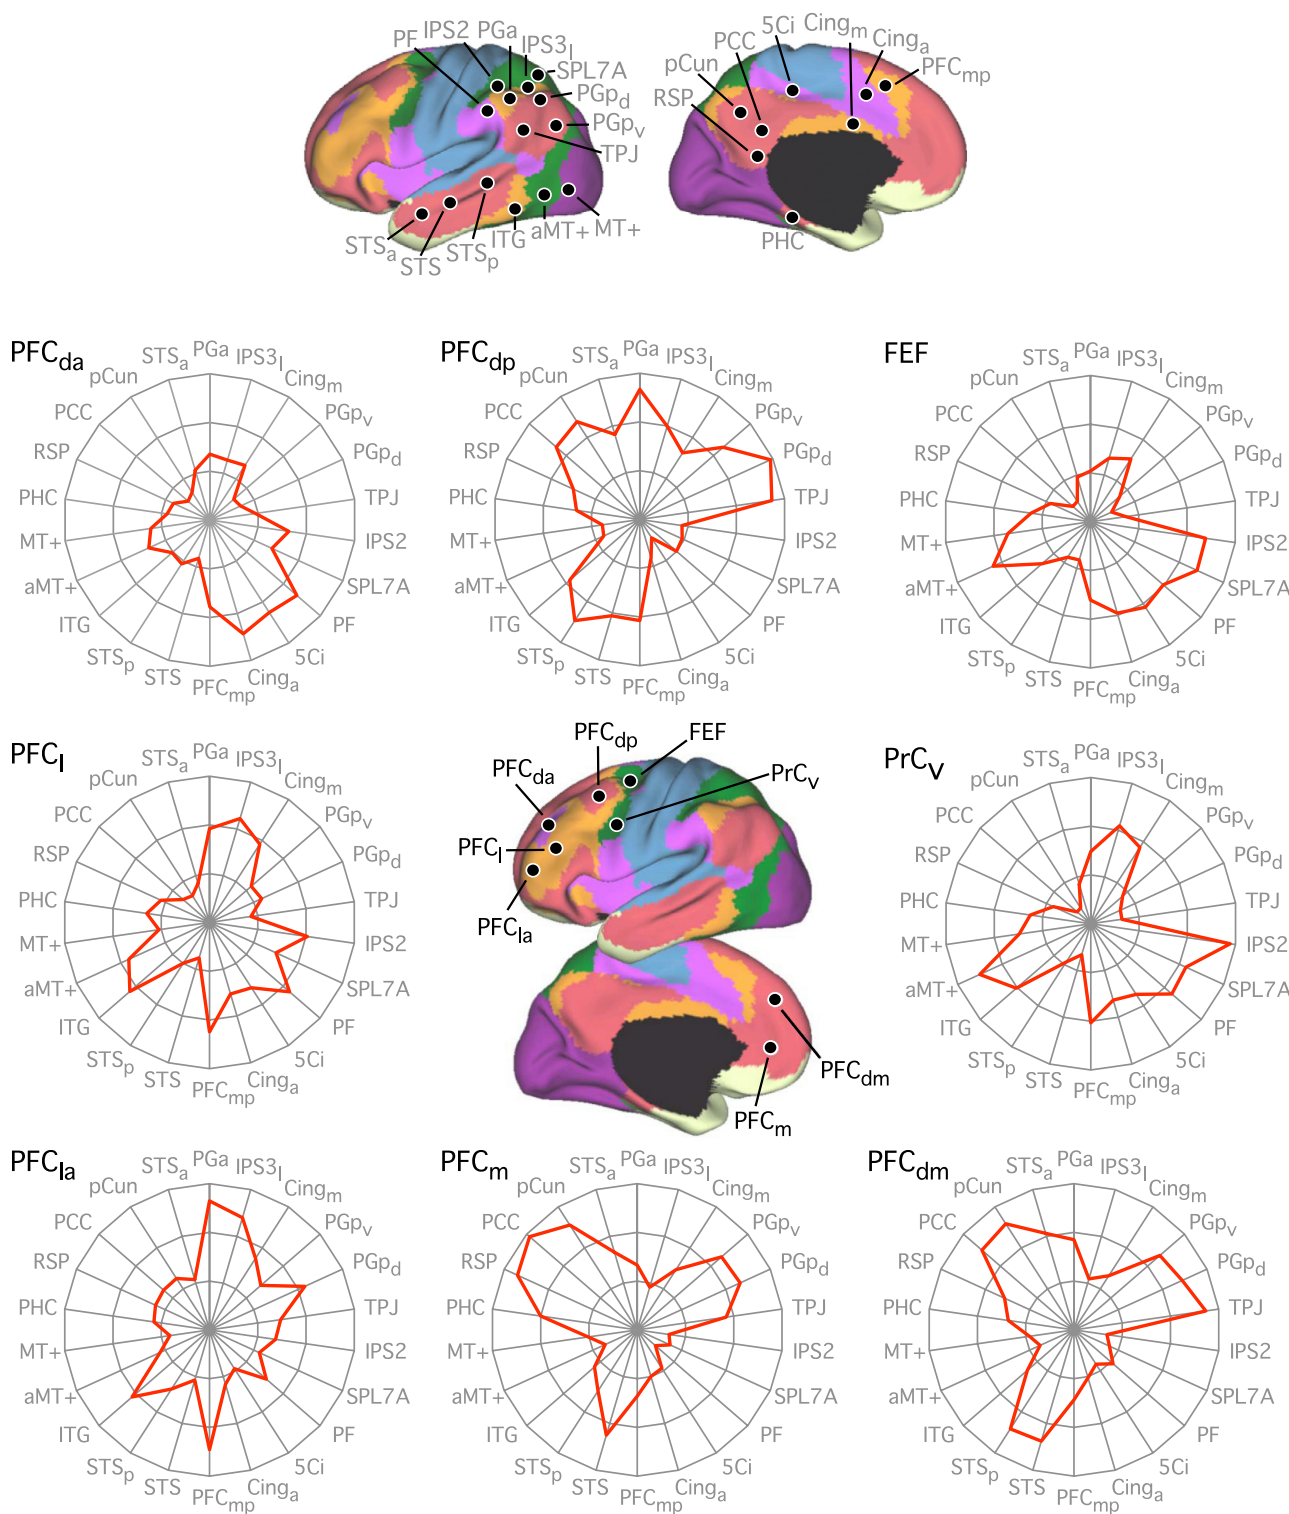 PF IPS2 PGa IPS3l
SPL7A
PGpd
PGpv
TPJ
STSa STS STSp ITG aMT+ MT+
RSP pCun PCC 5Ci Cingm Cinga PFCmp
PHC
PFCda
PGa IPS3l Cingm PGpv PGpd TPJ IPS2 SPL7A PF 5Ci Cinga PFCmp STS STSp ITG aMT+ MT+ PHC RSP PCC pCun STSa
PFCdp
PGa IPS3l Cingm PGpv PGpd TPJ IPS2 SPL7A PF 5Ci Cinga PFCmp STS STSp ITG aMT+ MT+ PHC RSP PCC pCun STSa
FEF
PGa IPS3l Cingm PGpv PGpd TPJ IPS2 SPL7A PF 5Ci Cinga PFCmp STS STSp ITG aMT+ MT+ PHC RSP PCC pCun STSa
PFCl
PGa IPS3l Cingm PGpv PGpd TPJ IPS2 SPL7A PF 5Ci Cinga PFCmp STS STSp ITG aMT+ MT+ PHC RSP PCC pCun STSa
PFCdp FEF
PFCda PrCv
PFCl
PFCla
PFCdm
PFCm
PrCv
PGa IPS3l Cingm PGpv PGpd TPJ IPS2 SPL7A PF 5Ci Cinga PFCmp STS STSp ITG aMT+ MT+ PHC RSP PCC pCun STSa
PFCla
PGa IPS3l Cingm PGpv PGpd TPJ IPS2 SPL7A PF 5Ci Cinga PFCmp STS STSp ITG aMT+ MT+ PHC RSP PCC pCun STSa
PFCm
PGa IPS3l Cingm PGpv PGpd TPJ IPS2 SPL7A PF 5Ci Cinga PFCmp STS STSp ITG aMT+ MT+ PHC RSP PCC pCun STSa
PFCdm
PGa IPS3l Cingm PGpv PGpd TPJ IPS2 SPL7A PF 5Ci Cinga PFCmp STS STSp ITG aMT+ MT+ PHC RSP PCC pCun STSa